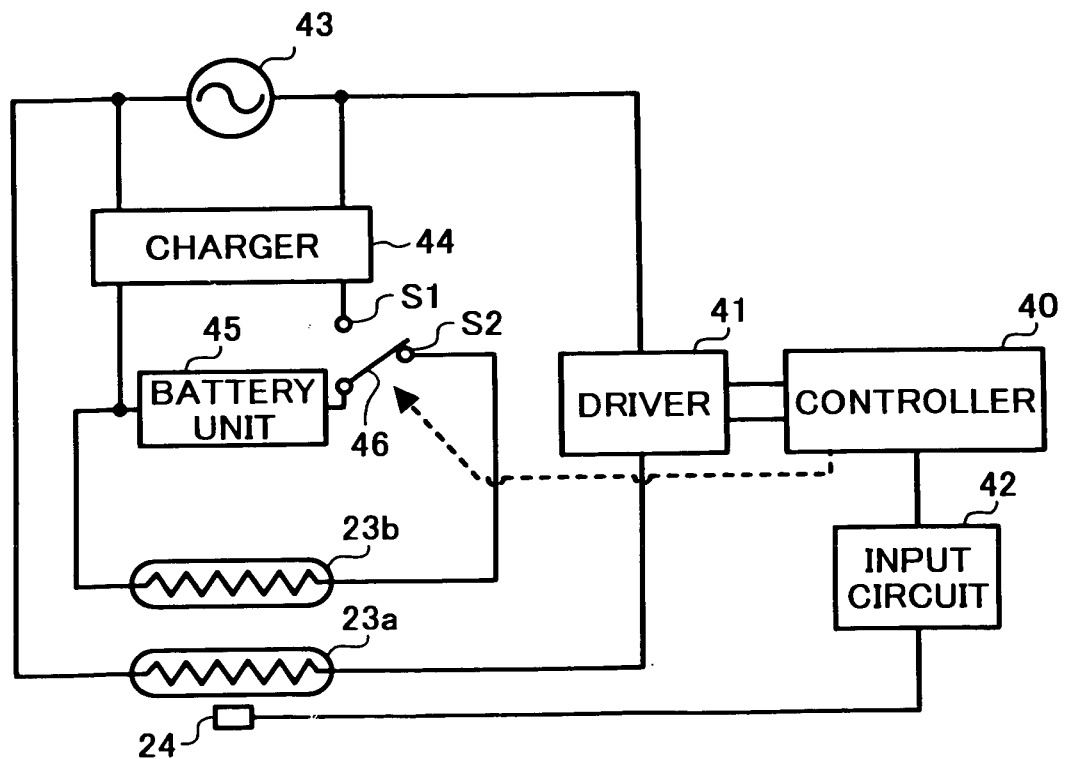 43
CHARGER
44
S1
S2
45
BATTERY
UNIT
46
41
DRIVER
40
CONTROLLER
42
INPUT
CIRCUIT
23b
23a
24